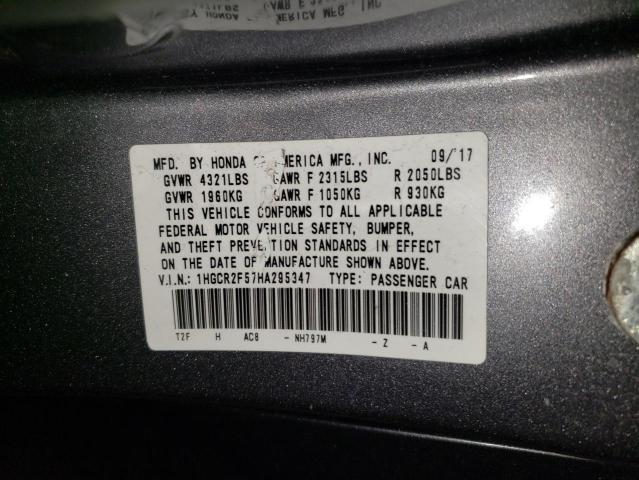 MFD. BY HONDA OF AMERICA MFG., INC. 09/17
GVWR 4321LBS GAWR F 2315LBS R 2050LBS
GVWR 1960KG GAWR F 1050KG R 930KG
THIS VEHICLE CONFORMS TO ALL APPLICABLE
FEDERAL MOTOR VEHICLE SAFETY, BUMPER,
AND THEFT PREVENTION STANDARDS IN EFFECT
ON THE DATE OF MANUFACTURE SHOWN ABOVE.
V.I.N.: 1HGCR2F57HA295347 TYPE: PASSENGER CAR
T2F H AC8 - NH797M - Z - A